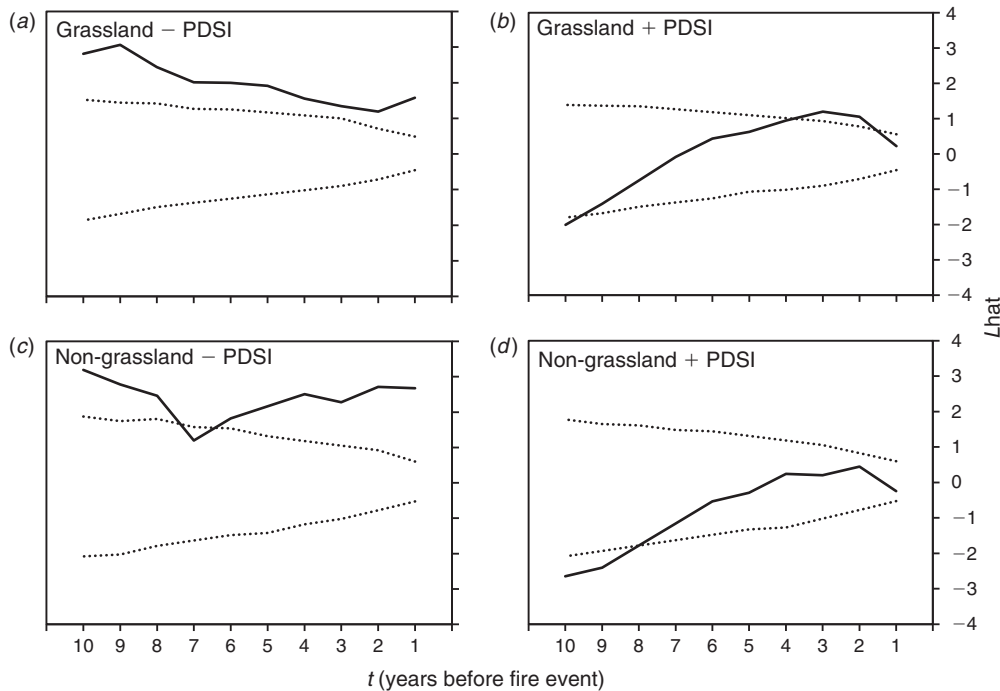 (a) Grassland − PDSI
(b) Grassland + PDSI
4
3
2
1
0
−1
−2
−3
−4
(c) Non-grassland − PDSI
(d) Non-grassland + PDSI
4
3
2
1
0
−1
−2
−3
−4
Lhat
10 9 8 7 6 5 4 3 2 1
10 9 8 7 6 5 4 3 2 1
t (years before fire event)